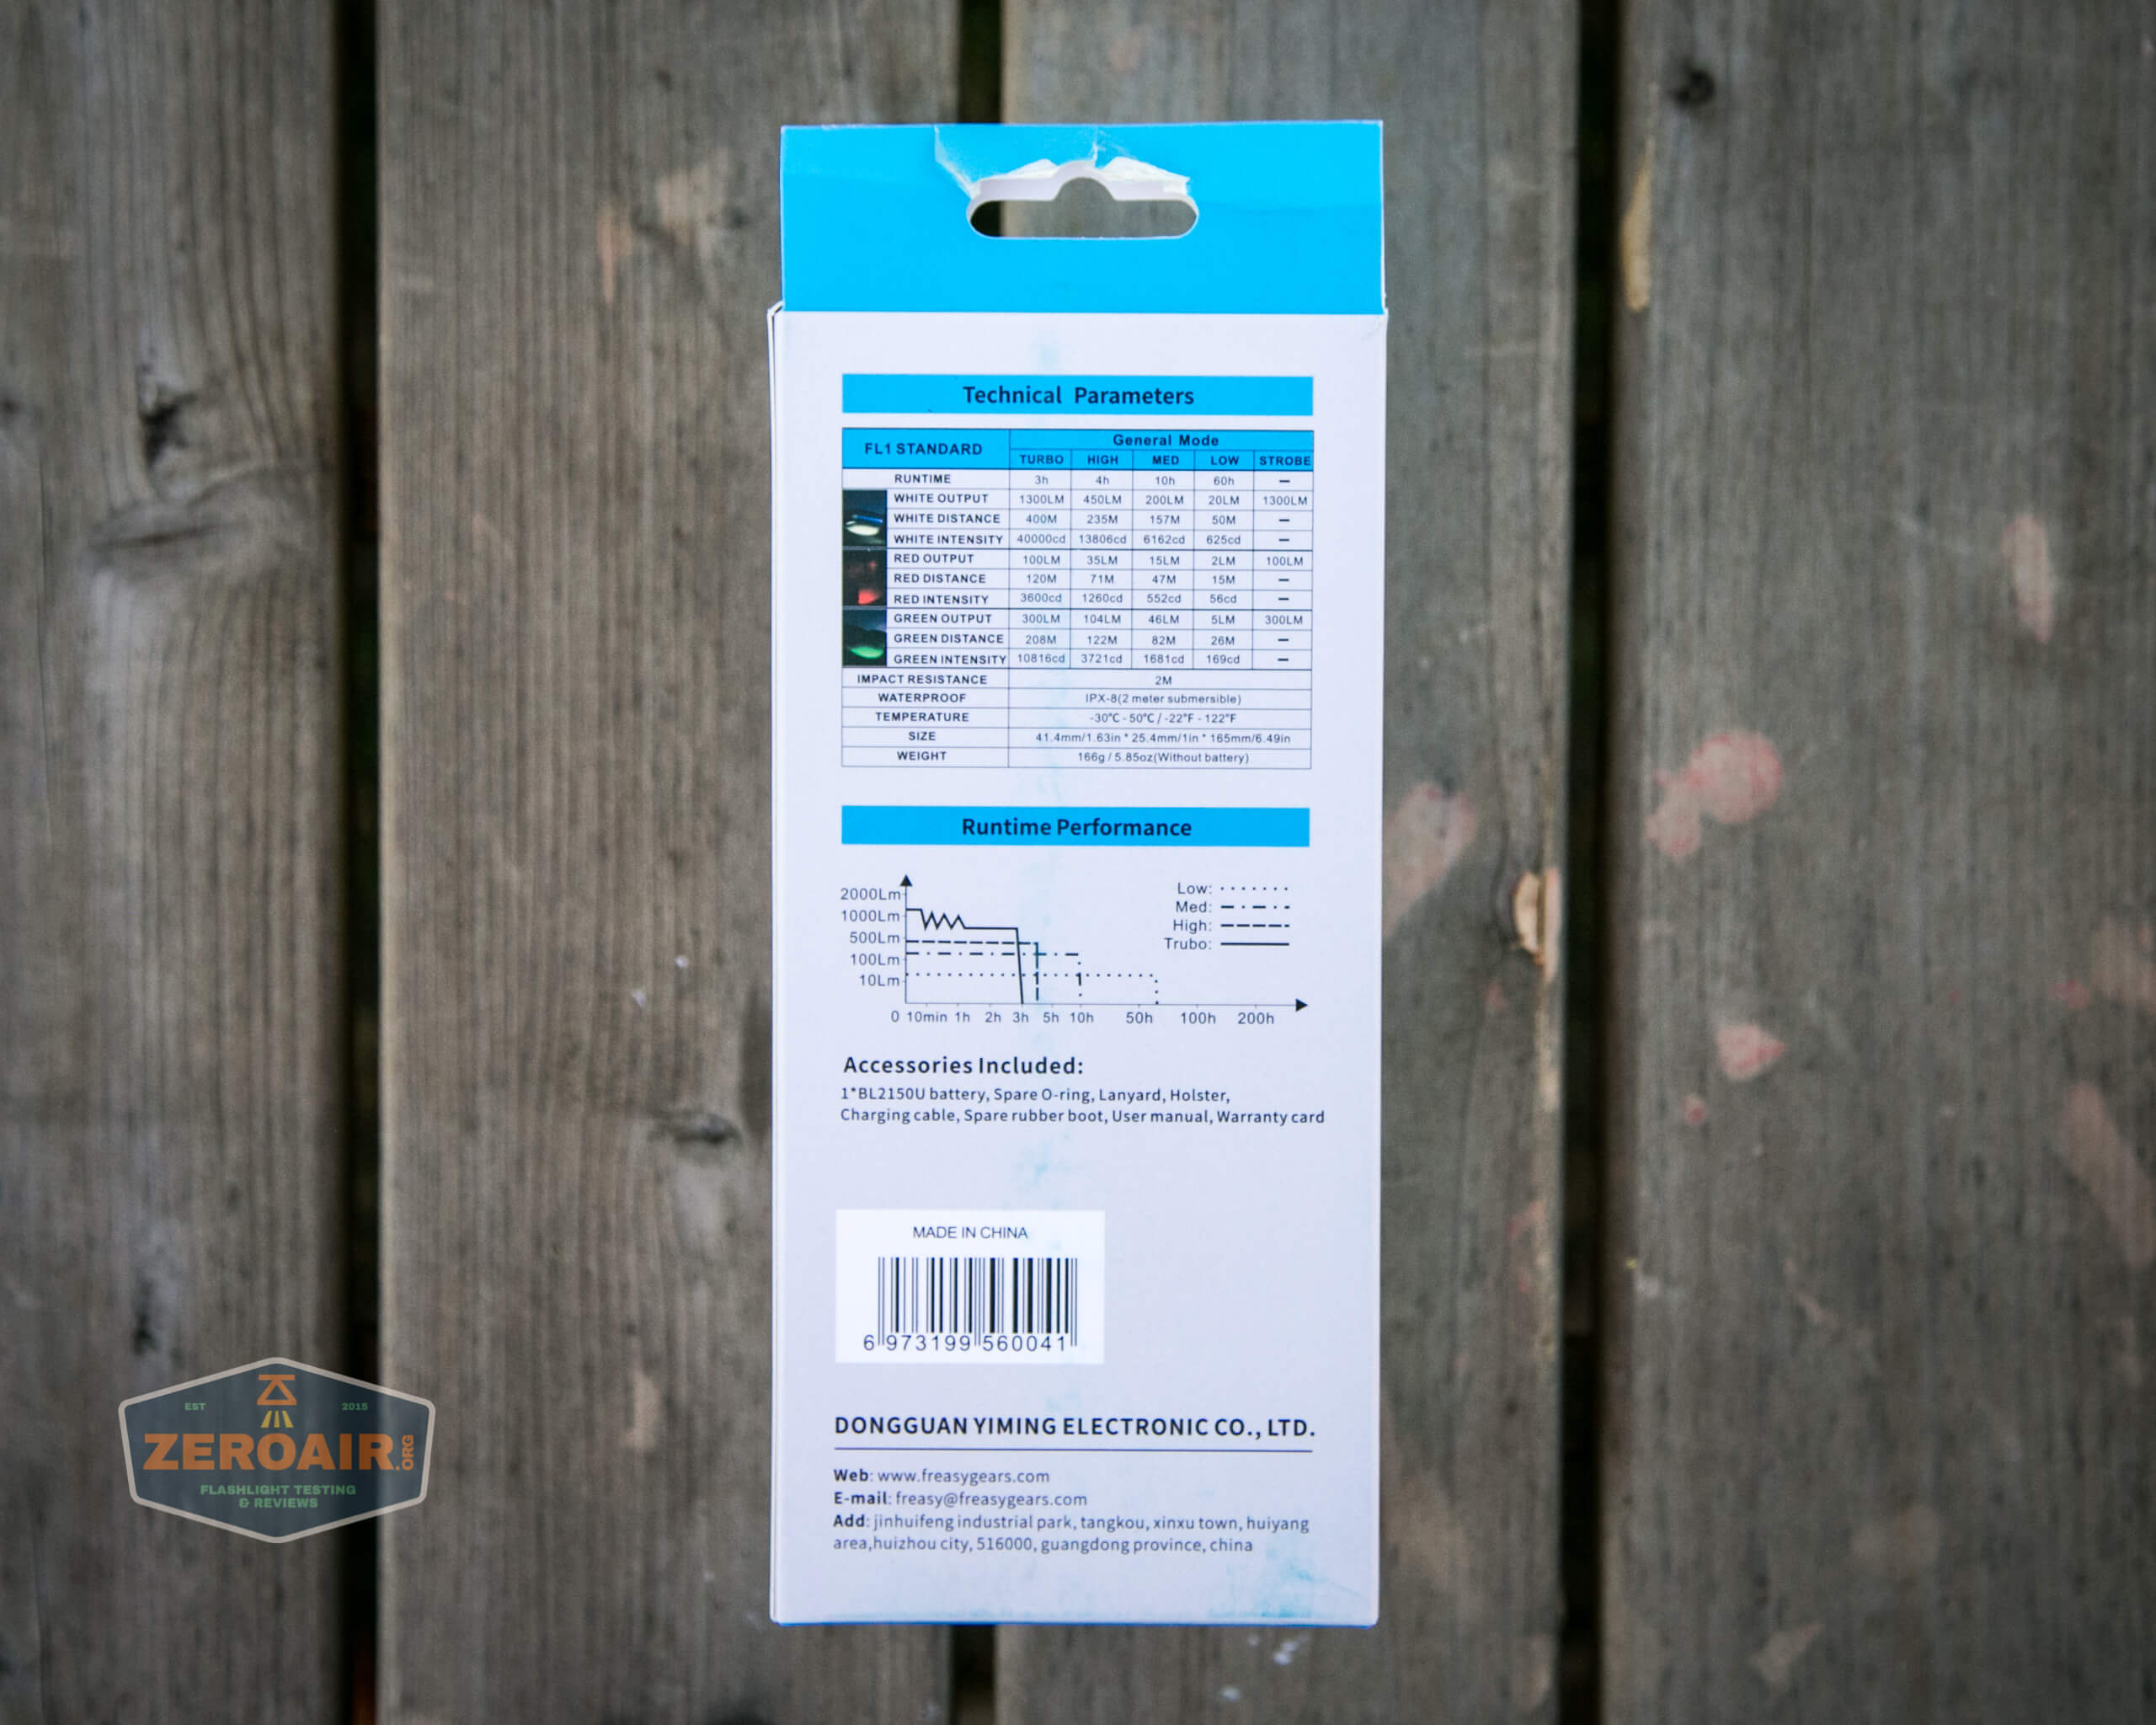 Technical Parameters
FL1 STANDARD General Mode
TURBO HIGH MED LOW STROBE
RUNTIME 3h 4h 10h 60h —
WHITE OUTPUT 1300LM 450LM 200LM 20LM 1300LM
WHITE DISTANCE 400M 235M 157M 50M —
WHITE INTENSITY 40000cd 13806cd 6162cd 625cd —
RED OUTPUT 100LM 35LM 15LM 2LM 100LM
RED DISTANCE 120M 71M 47M 15M —
RED INTENSITY 3600cd 1260cd 552cd 56cd —
GREEN OUTPUT 300LM 104LM 46LM 5LM 300LM
GREEN DISTANCE 208M 122M 82M 26M —
GREEN INTENSITY 10816cd 3721cd 1681cd 169cd —
IMPACT RESISTANCE 2M
WATERPROOF IPX-8(2 meter submersible)
TEMPERATURE -30°C - 50°C / -22°F - 122°F
SIZE 41.4mm/1.63in * 25.4mm/1in * 165mm/6.49in
WEIGHT 166g / 5.85oz(Without battery)
Runtime Performance
2000Lm
1000Lm
500Lm
100Lm
10Lm
0 10min 1h 2h 3h 5h 10h 50h 100h 200h
Low:
Med:
High:
Trubo:
Accessories Included:
1*BL2150U battery, Spare O-ring, Lanyard, Holster,
Charging cable, Spare rubber boot, User manual, Warranty card
MADE IN CHINA
6 973199 560041
DONGGUAN YIMING ELECTRONIC CO., LTD.
Web: www.freasygears.com
E-mail: freasy@freasygears.com
Add: jinhuifeng industrial park, tangkou, xinxu town, huiyang
area,huizhou city, 516000, guangdong province, china
EST 2015
ZEROAIR.ORG
FLASHLIGHT TESTING
& REVIEWS